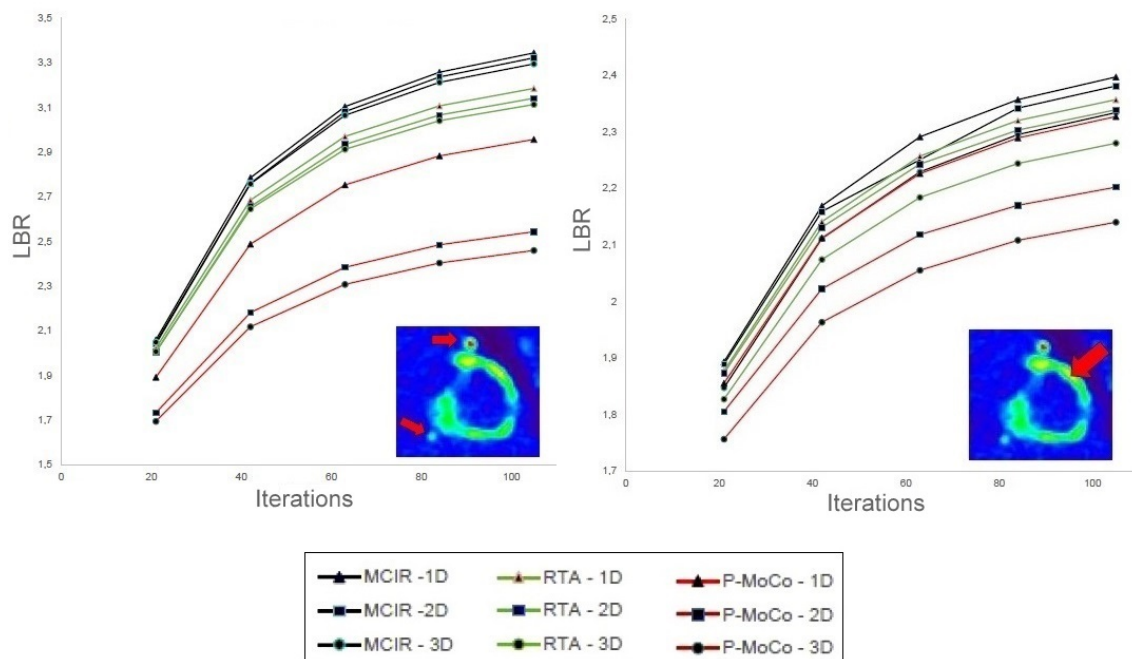 3,5
3,3
3,1
2,9
2,7
2,5
2,3
2,1
1,9
1,7
1,5
LBR
0
20
40
60
80
100
Iterations
2,5
2,4
2,3
2,2
2,1
2
1,9
1,8
1,7
LBR
0
20
40
60
80
100
Iterations
MCIR -1D
RTA - 1D
P-MoCo - 1D
MCIR -2D
RTA - 2D
P-MoCo - 2D
MCIR - 3D
RTA - 3D
P-MoCo - 3D